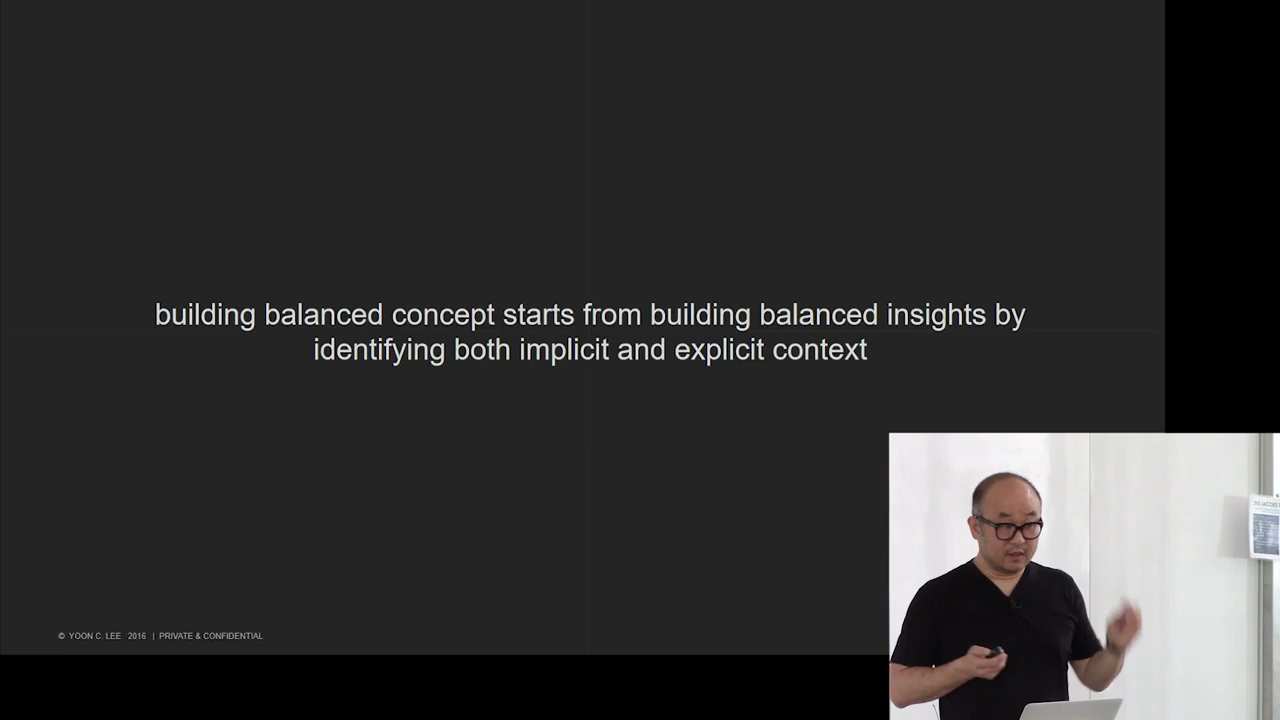 building balanced concept starts from building balanced insights by
identifying both implicit and explicit context
© YOON C. LEE 2016 | PRIVATE & CONFIDENTIAL